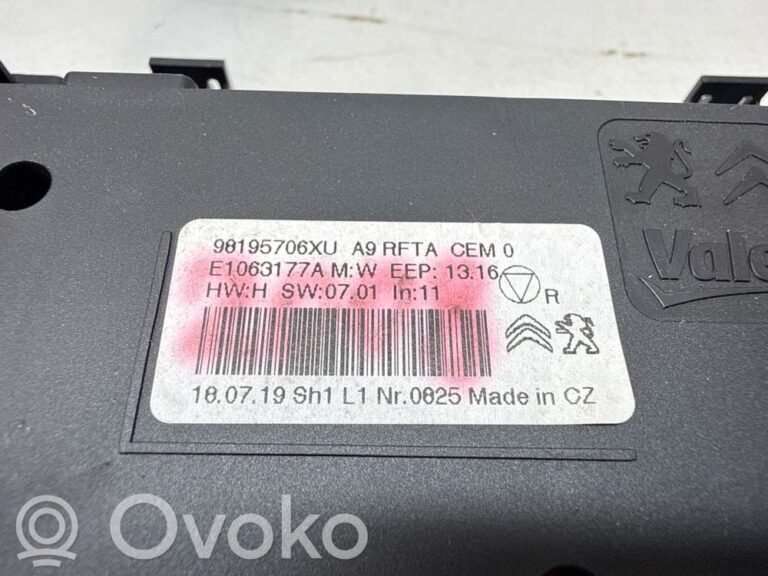 98195706XU A9 RFTA CEM 0
E1063177A M:W EEP: 13.16
HW:H SW:07.01 In:11
R
18.07.19 Sh1 L1 Nr.0825 Made in CZ
Vale
Ovoko